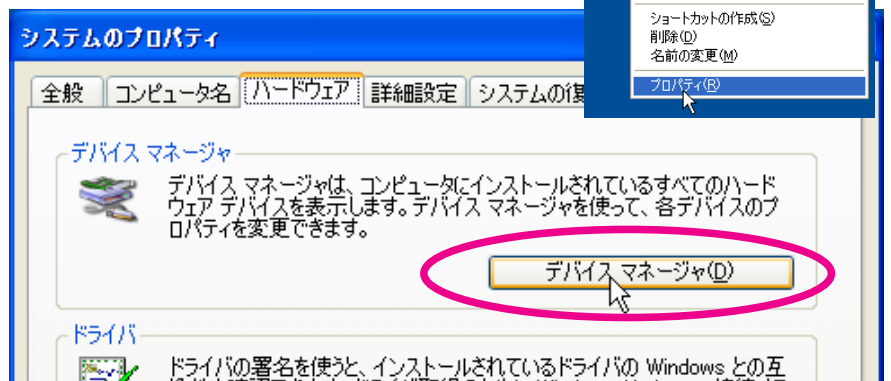 ショートカットの作成(S)
削除(D)
名前の変更(M)
プロパティ(R)
システムのプロパティ
全般
コンピュータ名
ハードウェア
詳細設定
システムの復
デバイス マネージャ
デバイス マネージャは、コンピュータにインストールされているすべてのハード
ウェア デバイスを表示します。デバイス マネージャを使って、各デバイスのプ
ロパティを変更できます。
デバイス マネージャ(D)
ドライバ
ドライバの署名を使うと、インストールされているドライバの Windows との互